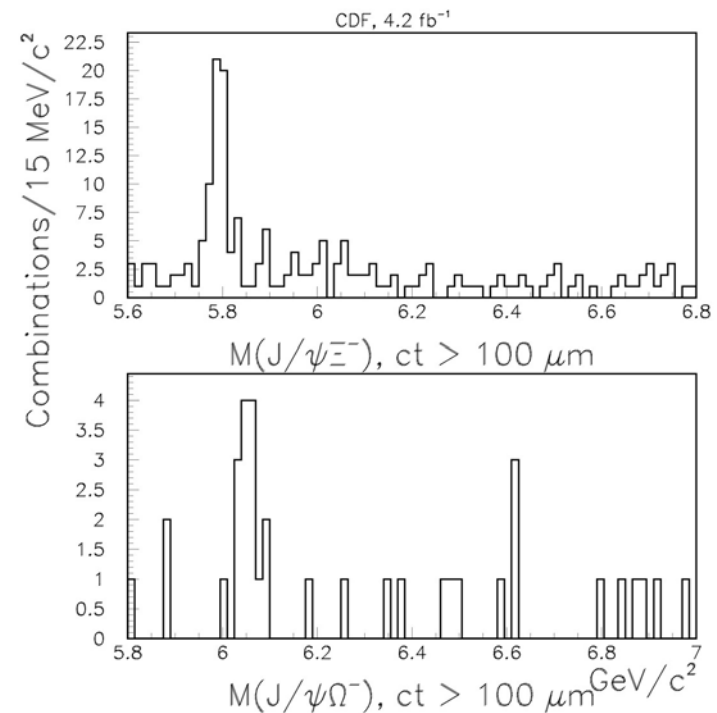 CDF, 4.2 fb⁻¹
Combinations/15 MeV/c²
22.5
20
17.5
15
12.5
10
7.5
5
2.5
0
5.6 5.8 6 6.2 6.4 6.6 6.8
M(J/ψΞ⁻), ct > 100 μm
4
3.5
3
2.5
2
1.5
1
0.5
0
5.8 6 6.2 6.4 6.6 6.8 7
GeV/c²
M(J/ψΩ⁻), ct > 100 μm